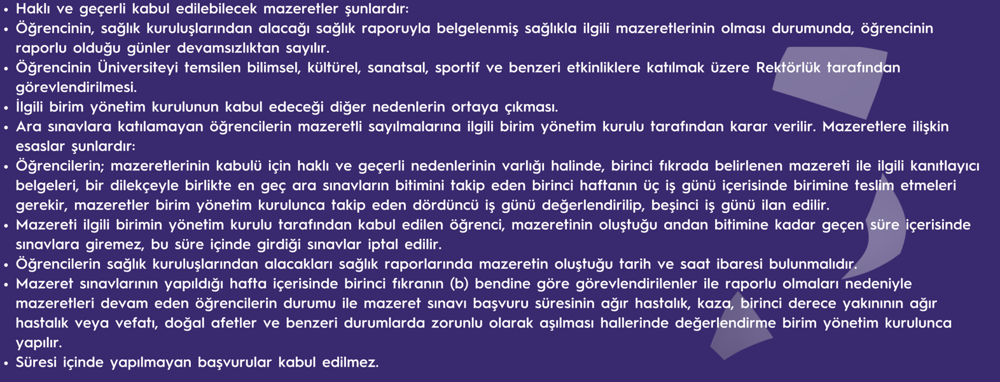 • Haklı ve geçerli kabul edilebilecek mazeretler şunlardır:
• Öğrencinin, sağlık kuruluşlarından alacağı sağlık raporuyla belgelenmiş sağlıkla ilgili mazeretlerinin olması durumunda, öğrencinin
raporlu olduğu günler devamsızlıktan sayılır.
• Öğrencinin Üniversiteyi temsilen bilimsel, kültürel, sanatsal, sportif ve benzeri etkinliklere katılmak üzere Rektörlük tarafından
görevlendirilmesi.
• İlgili birim yönetim kurulunun kabul edeceği diğer nedenlerin ortaya çıkması.
• Ara sınavlara katılamayan öğrencilerin mazeretli sayılmalarına ilgili birim yönetim kurulu tarafından karar verilir. Mazeretlere ilişkin
esaslar şunlardır:
• Öğrencilerin; mazeretlerinin kabulü için haklı ve geçerli nedenlerinin varlığı halinde, birinci fıkrada belirlenen mazereti ile ilgili kanıtlayıcı
belgeleri, bir dilekçeyle birlikte en geç ara sınavların bitimini takip eden birinci haftanın üç iş günü içerisinde birimine teslim etmeleri
gerekir, mazeretler birim yönetim kurulunca takip eden dördüncü iş günü değerlendirilip, beşinci iş günü ilan edilir.
• Mazereti ilgili birimin yönetim kurulu tarafından kabul edilen öğrenci, mazeretinin oluştuğu andan bitimine kadar geçen süre içerisinde
sınavlara giremez, bu süre içinde girdiği sınavlar iptal edilir.
• Öğrencilerin sağlık kuruluşlarından alacakları sağlık raporlarında mazeretin oluştuğu tarih ve saat ibaresi bulunmalıdır.
• Mazeret sınavlarının yapıldığı hafta içerisinde birinci fıkranın (b) bendine göre görevlendirilenler ile raporlu olmaları nedeniyle
mazeretleri devam eden öğrencilerin durumu ile mazeret sınavı başvuru süresinin ağır hastalık, kaza, birinci derece yakınının ağır
hastalık veya vefatı, doğal afetler ve benzeri durumlarda zorunlu olarak aşılması hallerinde değerlendirme birim yönetim kurulunca
yapılır.
• Süresi içinde yapılmayan başvurular kabul edilmez.